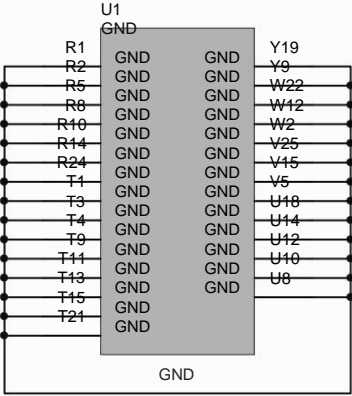 U1
GND
R1 Y19
GND GND
R2 Y9
GND GND
R5 W22
GND GND
R8 W12
GND GND
R10 W2
GND GND
R14 V25
GND GND
R24 V15
GND GND
T1 V5
GND GND
T3 U18
GND GND
T4 U14
GND GND
T9 U12
GND GND
T11 U10
GND GND
T13 U8
GND GND
T15
GND
T21
GND
GND